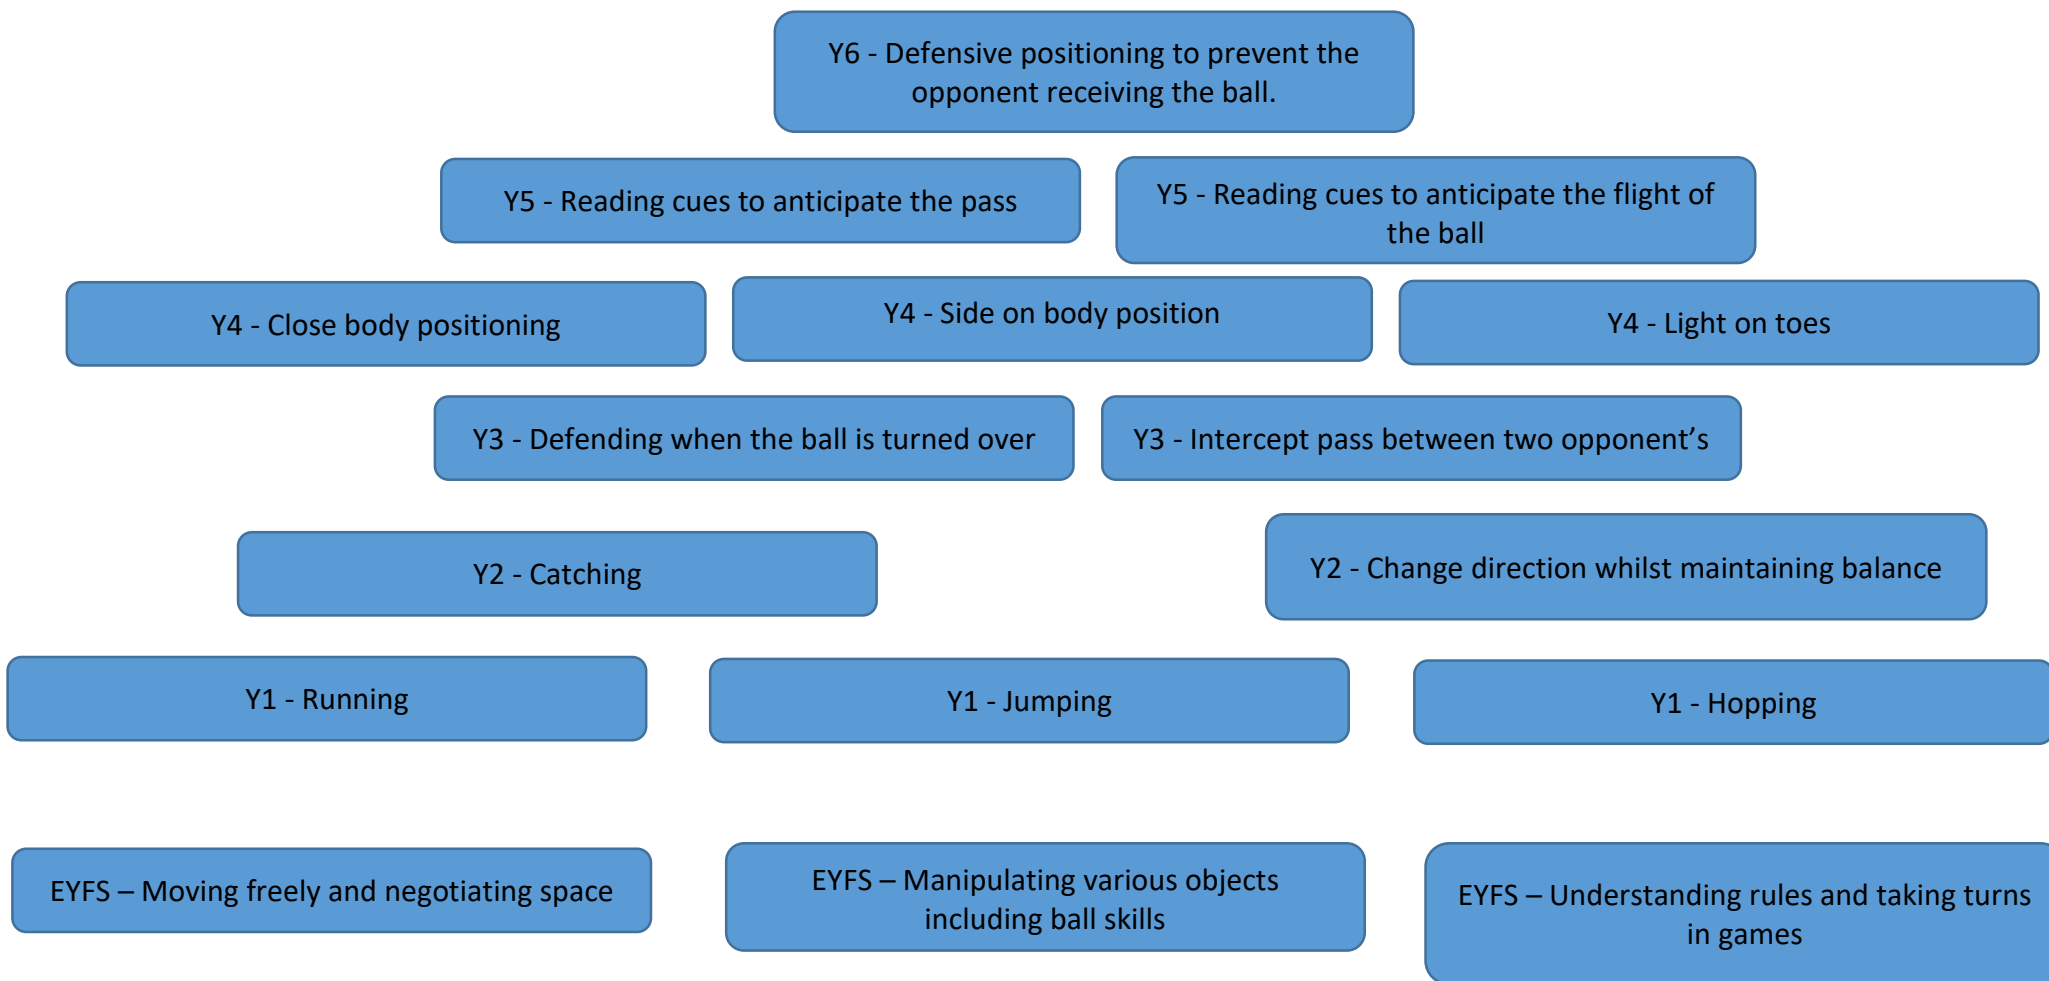 Y6 - Defensive positioning to prevent the
opponent receiving the ball.
Y5 - Reading cues to anticipate the pass
Y5 - Reading cues to anticipate the flight of
the ball
Y4 - Close body positioning
Y4 - Side on body position
Y4 - Light on toes
Y3 - Defending when the ball is turned over
Y3 - Intercept pass between two opponent’s
Y2 - Catching
Y2 - Change direction whilst maintaining balance
Y1 - Running
Y1 - Jumping
Y1 - Hopping
EYFS – Moving freely and negotiating space
EYFS – Manipulating various objects
including ball skills
EYFS – Understanding rules and taking turns
in games